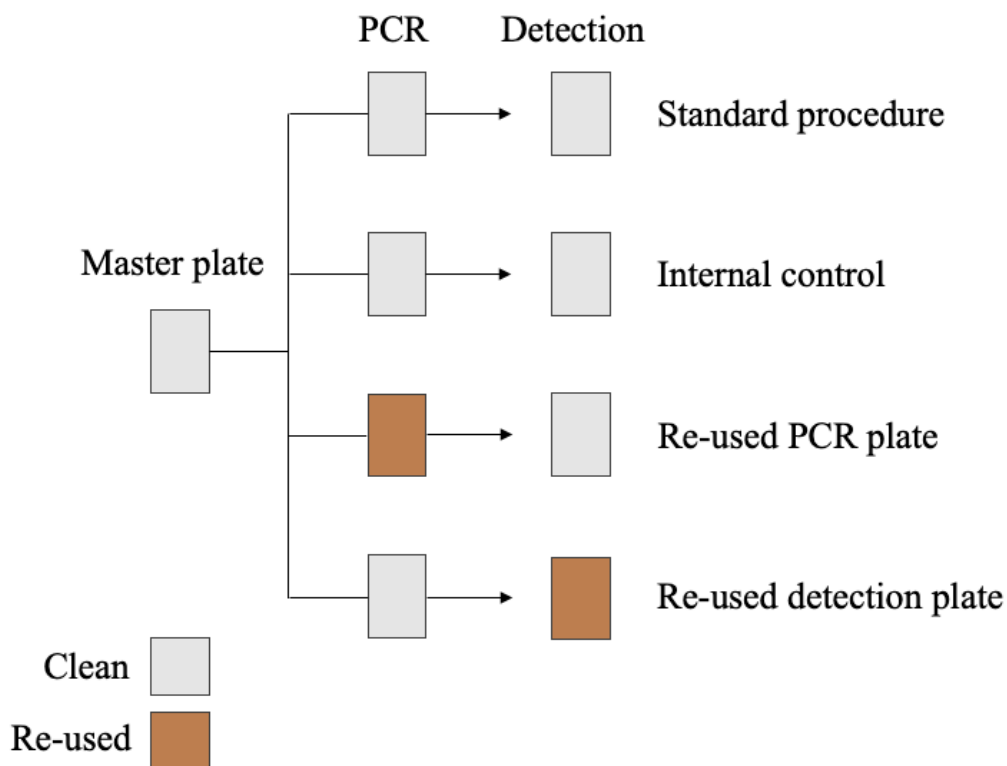 PCR
Detection
Standard procedure
Master plate
Internal control
Re-used PCR plate
Re-used detection plate
Clean
Re-used